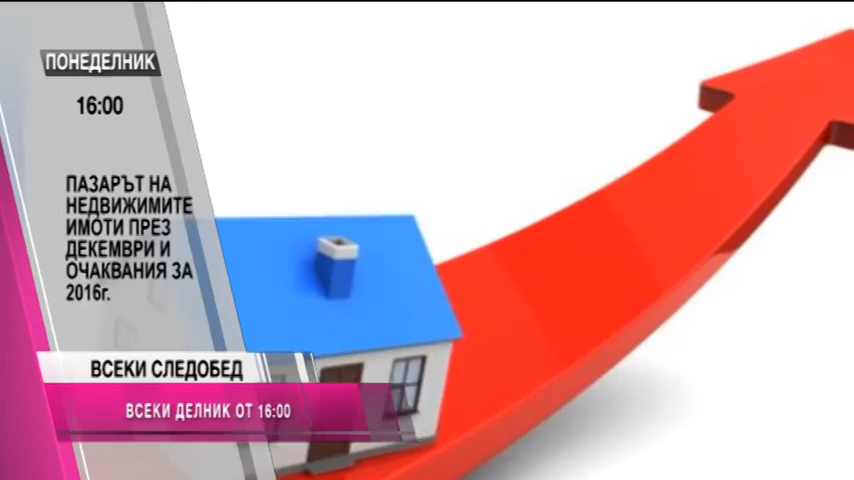 ПОНЕДЕЛНИК
16:00
ПАЗАРЪТ НА
НЕДВИЖИМИТЕ
ИМОТИ ПРЕЗ
ДЕКЕМВРИ И
ОЧАКВАНИЯ ЗА
2016г.
ВСЕКИ СЛЕДОБЕД
ВСЕКИ ДЕЛНИК ОТ 16:00